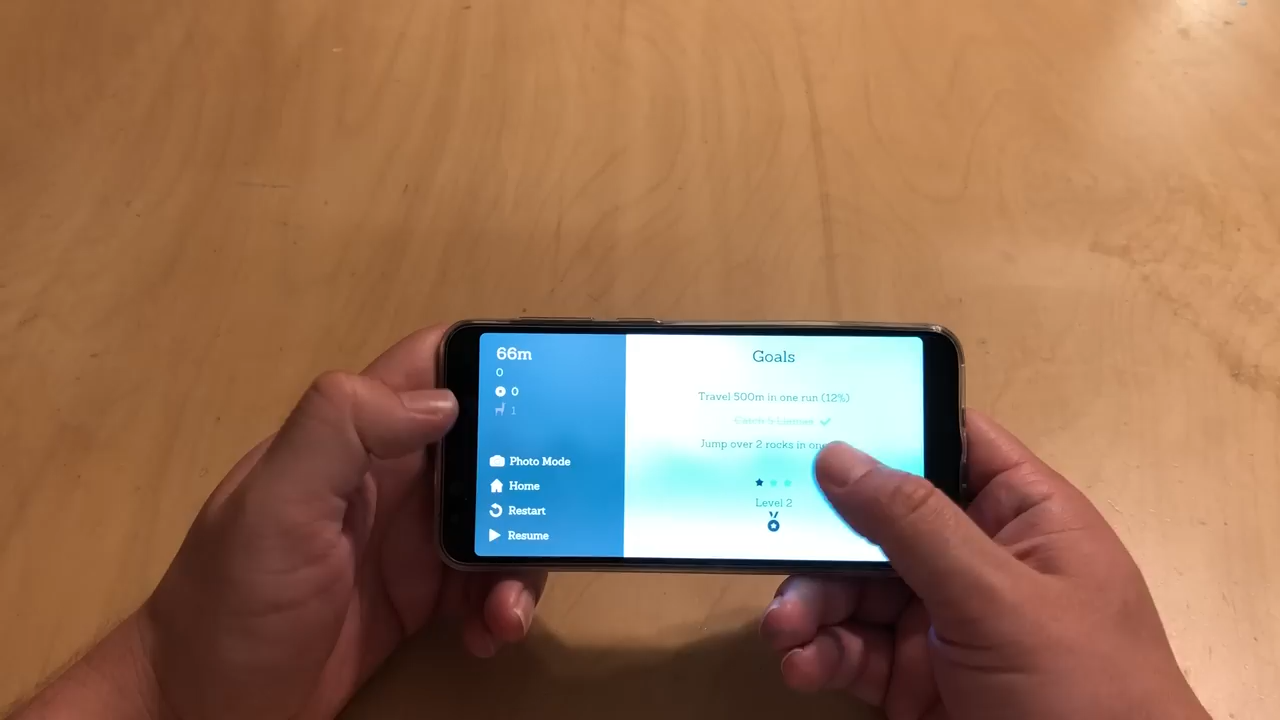 66m
0
0
1
Photo Mode
Home
Restart
Resume
Goals
Travel 500m in one run (12%)
Catch 5 Llamas
Jump over 2 rocks in one
Level 2